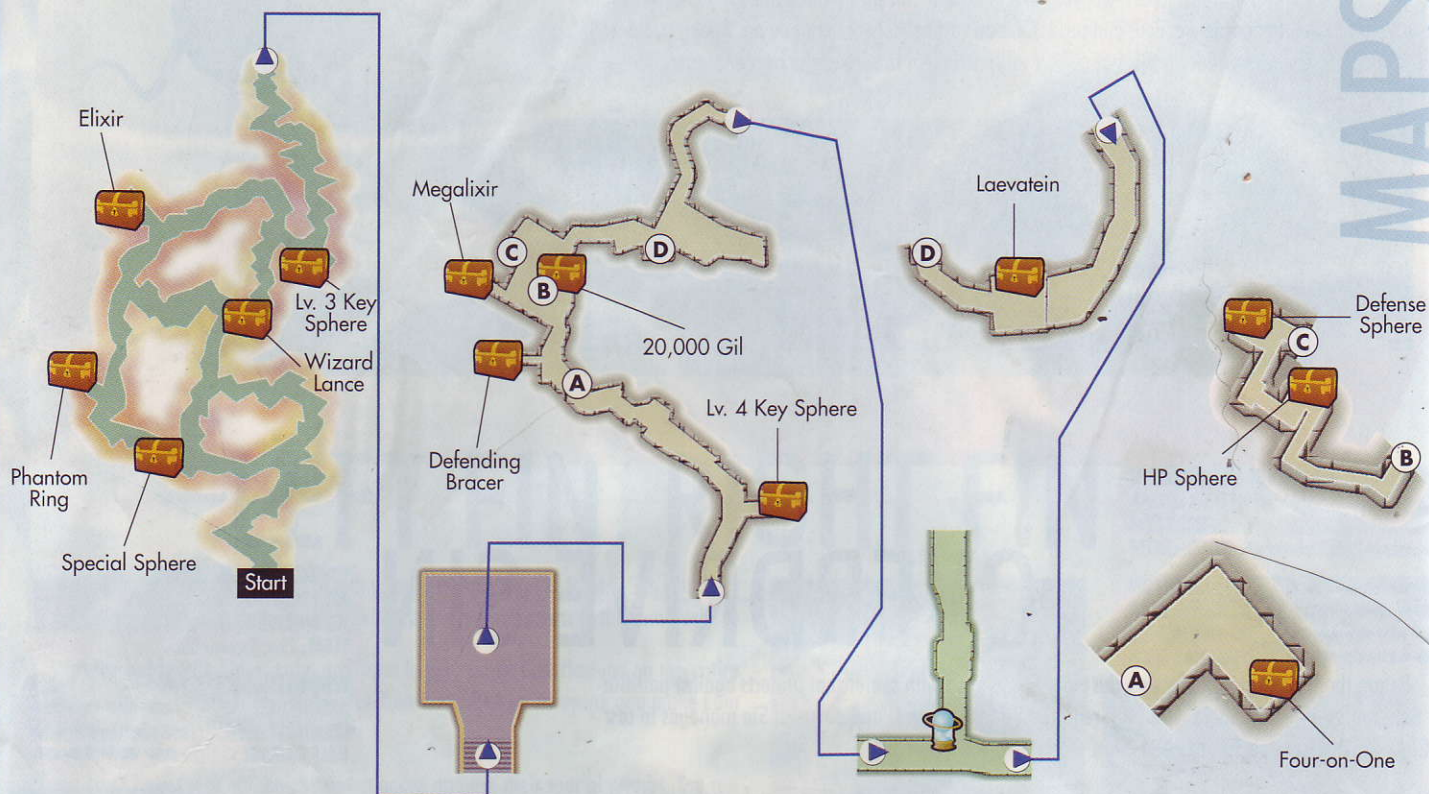 MAPS
Elixir
Lv. 3 Key
Sphere
Wizard
Lance
Phantom
Ring
Special Sphere
Start
Megalixir
C
B
D
20,000 Gil
A
Defending
Bracer
Lv. 4 Key Sphere
Laevatein
D
Defense
Sphere
C
HP Sphere
B
A
Four-on-One